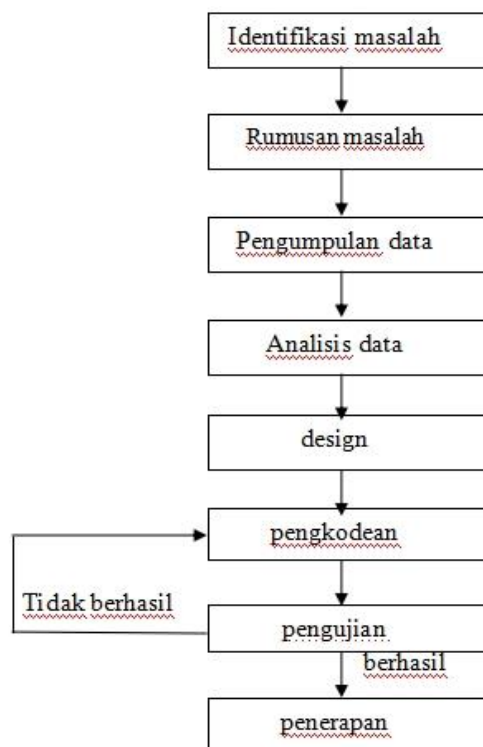 Identifikasi masalah
Rumusan masalah
Pengumpulan data
Analisis data
design
pengkodean
Tidak berhasil
pengujian
berhasil
penerapan